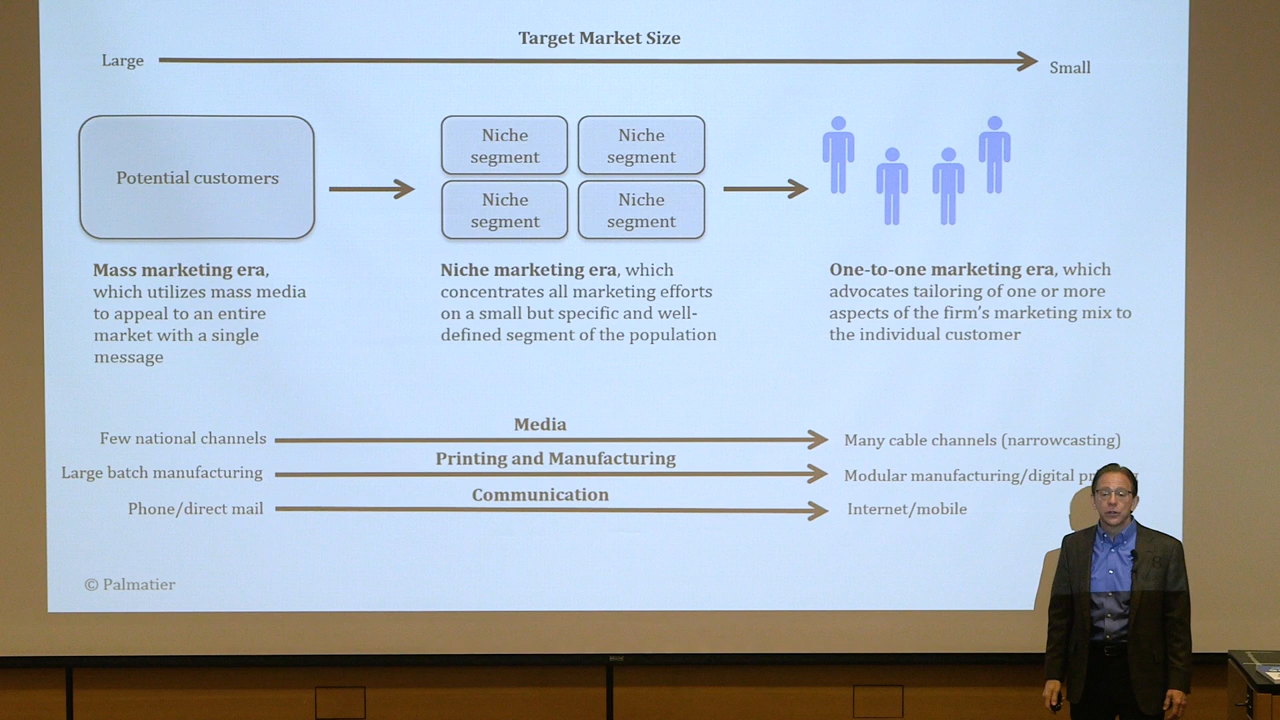 Target Market Size
Large
Small
Potential customers
Niche
segment
Niche
segment
Niche
segment
Niche
segment
Mass marketing era,
which utilizes mass media
to appeal to an entire
market with a single
message
Niche marketing era, which
concentrates all marketing efforts
on a small but specific and well-
defined segment of the population
One-to-one marketing era, which
advocates tailoring of one or more
aspects of the firm's marketing mix to
the individual customer
Media
Few national channels
Many cable channels (narrowcasting)
Printing and Manufacturing
Large batch manufacturing
Modular manufacturing/digital
Communication
Phone/direct mail
Internet/mobile
© Palmatier